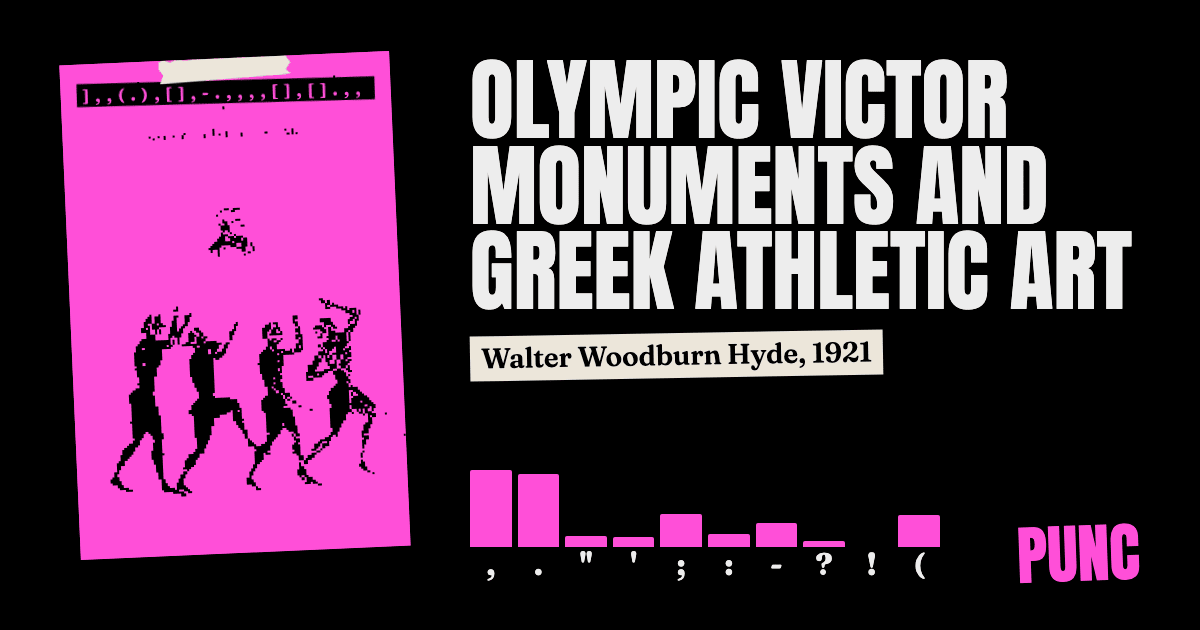 ],,(.),[],-.,,,,[],[].,,
OLYMPIC VICTOR
MONUMENTS AND
GREEK ATHLETIC ART
Walter Woodburn Hyde, 1921
, . " ' ; : - ? ! (
PUNC